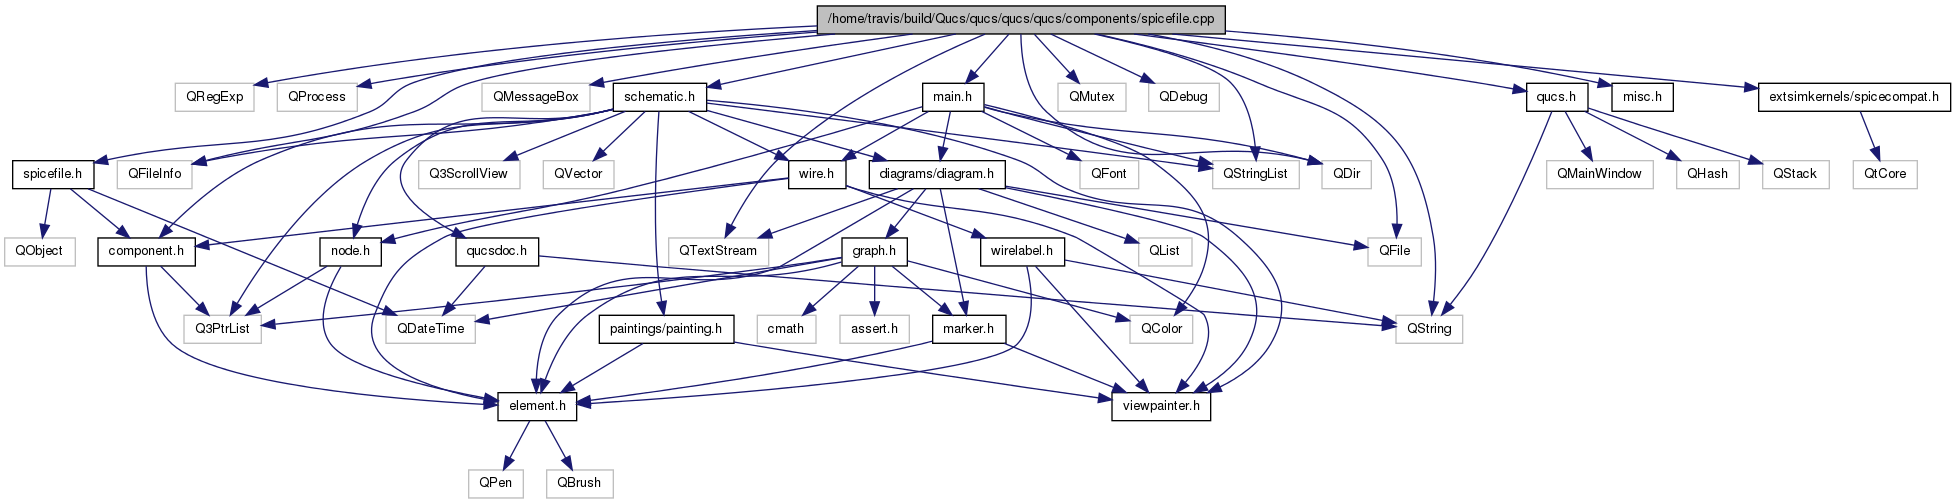 /home/travis/build/Qucs/qucs/qucs/qucs/components/spicefile.cpp
QRegExp
QProcess
QMessageBox
schematic.h
main.h
QMutex
QDebug
qucs.h
misc.h
extsimkernels/spicecompat.h
spicefile.h
QFileInfo
Q3ScrollView
QVector
wire.h
diagrams/diagram.h
QFont
QStringList
QDir
QMainWindow
QHash
QStack
QtCore
QObject
component.h
node.h
qucsdoc.h
QTextStream
graph.h
wirelabel.h
QList
QFile
Q3PtrList
QDateTime
paintings/painting.h
cmath
assert.h
marker.h
QColor
QString
element.h
viewpainter.h
QPen
QBrush